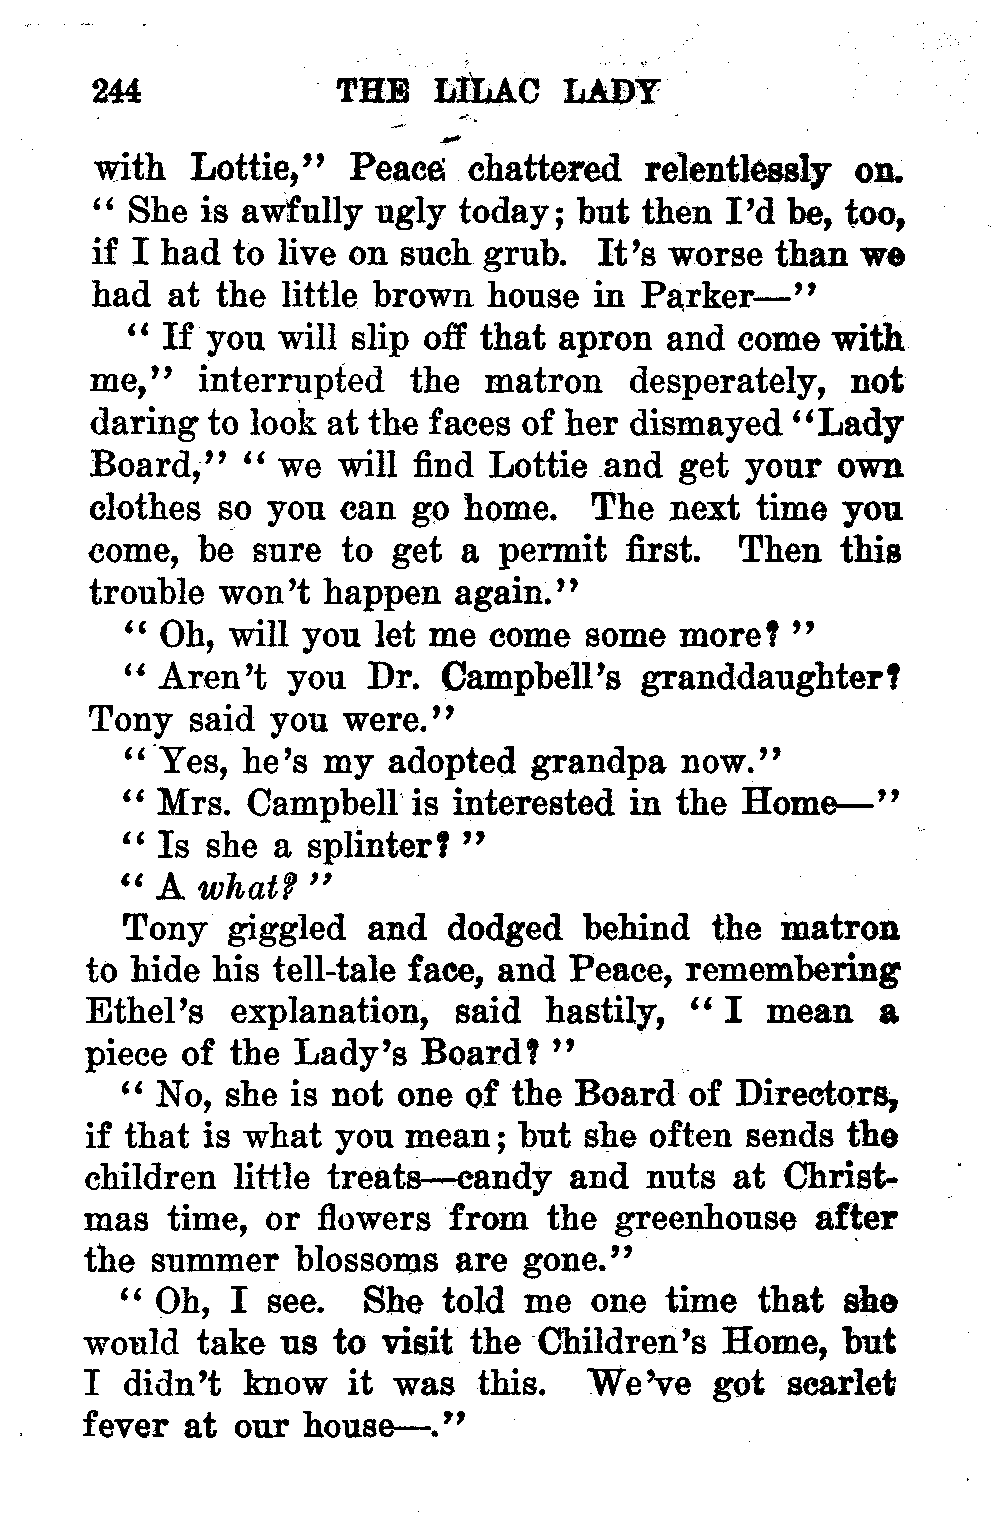 244 THE LILAC LADY
with Lottie," Peace chattered relentlessly on.
" She is awfully ugly today; but then I'd be, too,
if I had to live on such grub. It's worse than we
had at the little brown house in Parker—"
" If you will slip off that apron and come with
me," interrupted the matron desperately, not
daring to look at the faces of her dismayed "Lady
Board," " we will find Lottie and get your own
clothes so you can go home. The next time you
come, be sure to get a permit first. Then this
trouble won't happen again."
" Oh, will you let me come some more? "
" Aren't you Dr. Campbell's granddaughter?
Tony said you were."
" Yes, he's my adopted grandpa now."
" Mrs. Campbell is interested in the Home—"
" Is she a splinter? "
" A what? "
Tony giggled and dodged behind the matron
to hide his tell-tale face, and Peace, remembering
Ethel's explanation, said hastily, " I mean a
piece of the Lady's Board? "
" No, she is not one of the Board of Directors,
if that is what you mean; but she often sends the
children little treats—candy and nuts at Christ-
mas time, or flowers from the greenhouse after
the summer blossoms are gone."
" Oh, I see. She told me one time that she
would take us to visit the Children's Home, but
I didn't know it was this. We've got scarlet
fever at our house—."